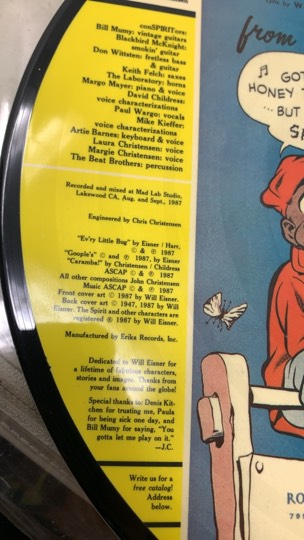 conSPIRITors:
Bill Mumy: vintage guitars
Blackbird McKnight:
smokin' guitar
Don Wittsten: fretless bass
& guitar
Keith Felch: saxes
The Laboratory: horns
Margo Mayer: piano & voice
David Childress:
voice characterizations
Paul Wargo: vocals
Mike Kieffer:
voice characterizations
Artie Barnes: keyboard & voice
Laura Christensen: voice
Margie Christensen: voice
The Beat Brothers: percussion
Recorded and mixed at Mad Lab Studio,
Lakewood CA, Aug. and Sept., 1987
Engineered by Chris Christensen
"Ev'ry Little Bug" by Eisner / Harr,
© & ℗ 1987
"Goople's" © and ℗ 1987, by Eisner
"Caramba!" by Christensen / Childress
ASCAP © & ℗ 1987
All other compositions John Christensen
Music ASCAP © & ℗ 1987
Front cover art © 1987 by Will Eisner.
Back cover art © 1947, 1987 by Will
Eisner. The Spirit and other characters are
registered ® 1987 by Will Eisner.
Manufactured by Erika Records, Inc.
Dedicated to Will Eisner for
a lifetime of fabulous characters,
stories and images. Thanks from
your fans around the globe!
Special thanks to: Denis Kit-
chen for trusting me, Paula
for being sick one day, and
Bill Mumy for saying, "You
gotta let me play on it."
—J.C.
Write us for a
free catalog!
Address
below.
from
GOT
HONEY T
...BUT
RO